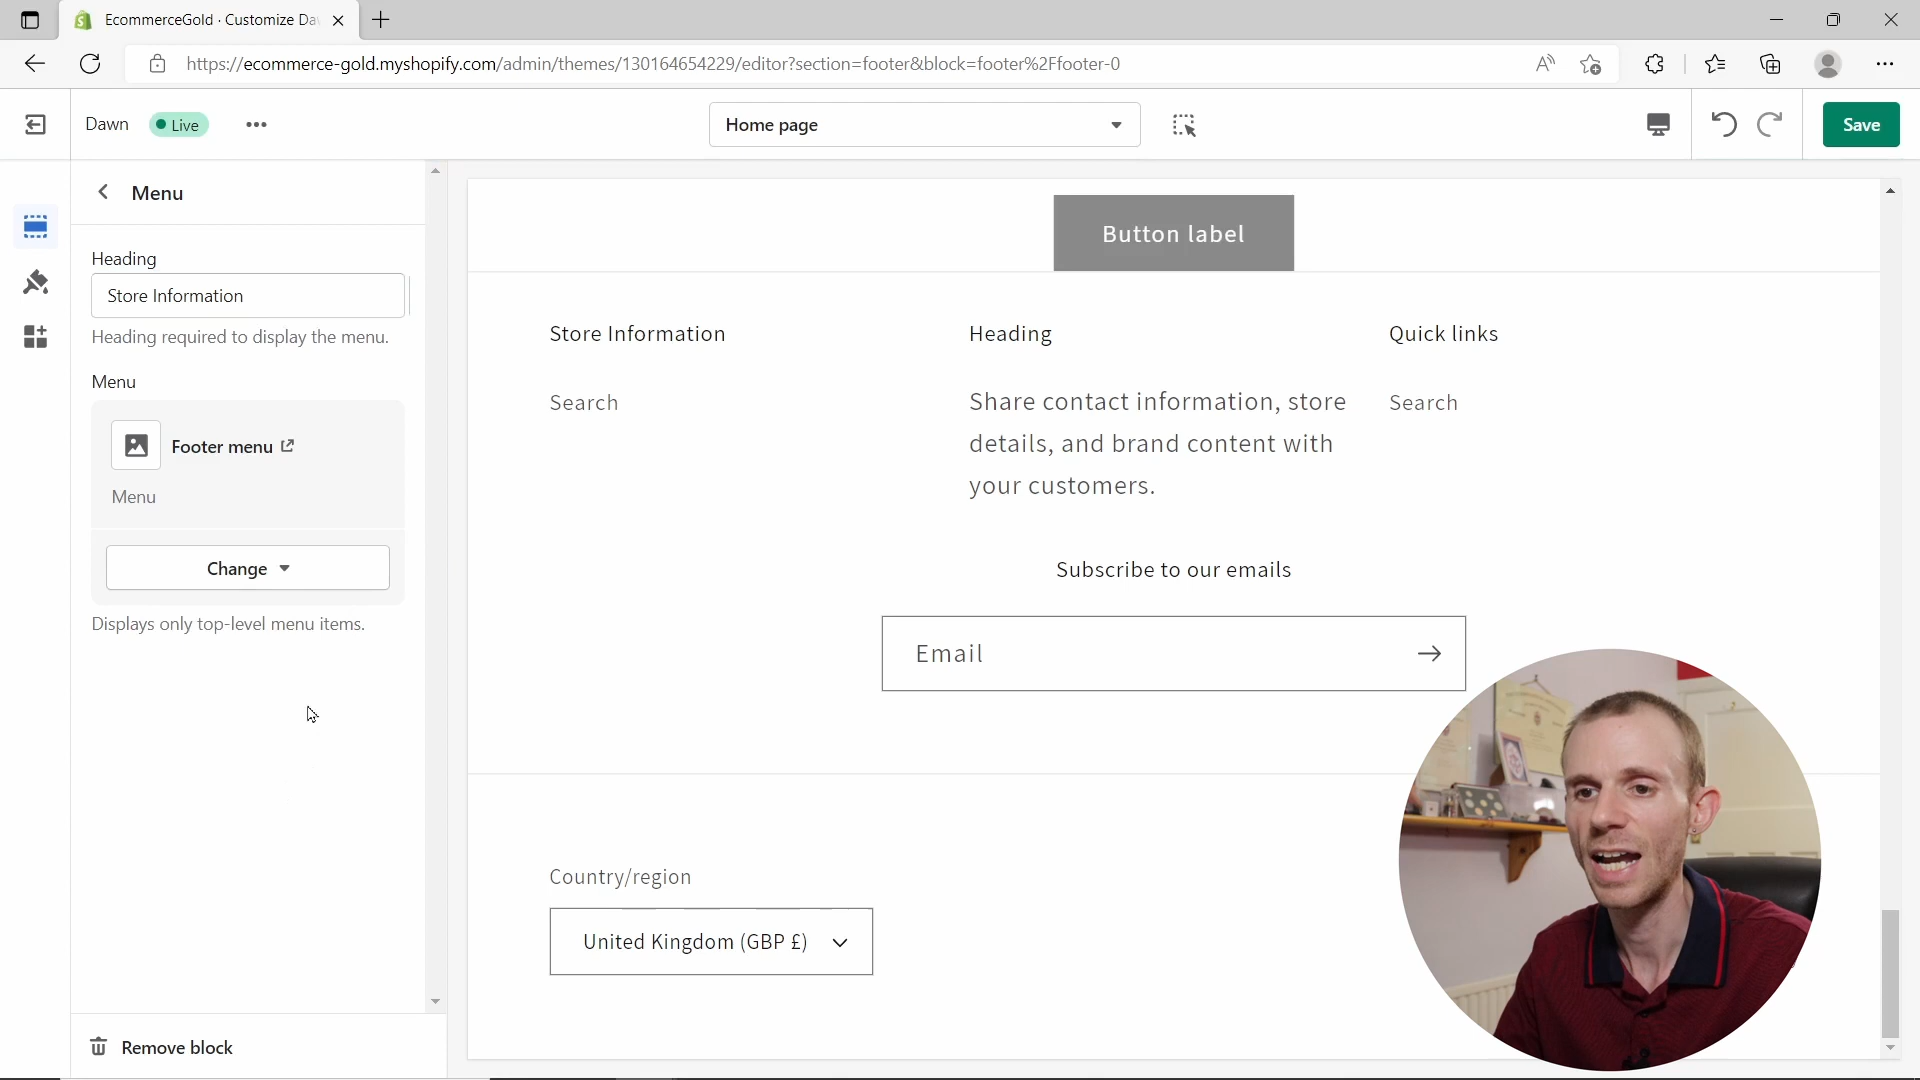 EcommerceGold · Customize Da
https://ecommerce-gold.myshopify.com/admin/themes/130164654229/editor?section=footer&block=footer%2Ffooter-0
Dawn
Live
Home page
Save
Menu
Heading
Store Information
Heading required to display the menu.
Menu
Footer menu
Menu
Change
Displays only top-level menu items.
Remove block
Button label
Store Information
Search
Heading
Share contact information, store
details, and brand content with
your customers.
Quick links
Search
Subscribe to our emails
Email
Country/region
United Kingdom (GBP £)